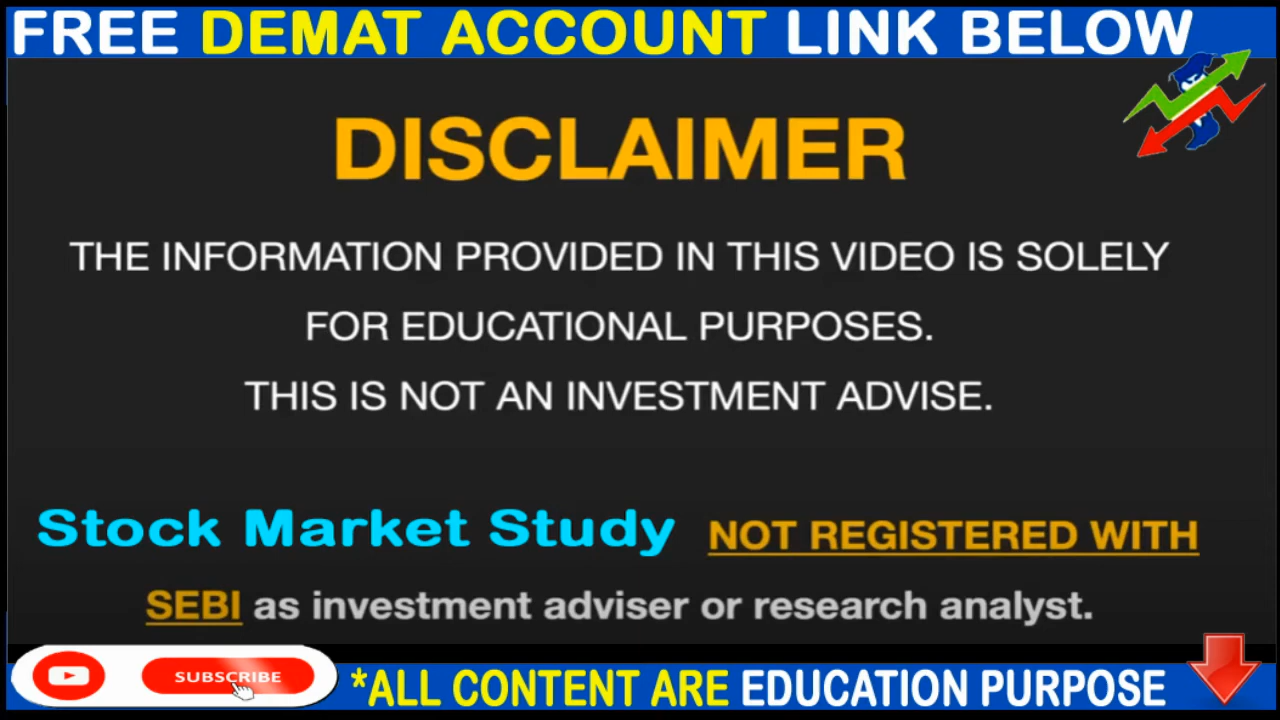 FREE DEMAT ACCOUNT LINK BELOW
DISCLAIMER
THE INFORMATION PROVIDED IN THIS VIDEO IS SOLELY
FOR EDUCATIONAL PURPOSES.
THIS IS NOT AN INVESTMENT ADVISE.
Stock Market Study NOT REGISTERED WITH
SEBI as investment adviser or research analyst.
SUBSCRIBE
*ALL CONTENT ARE EDUCATION PURPOSE